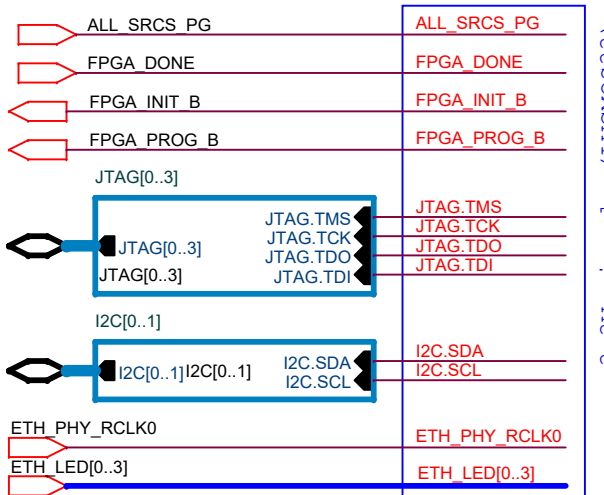 ALL_SRCS_PG ALL_SRCS_PG
FPGA_DONE FPGA_DONE
FPGA_INIT_B FPGA_INIT_B
FPGA_PROG_B FPGA_PROG_B
JTAG[0..3]
JTAG.TMS JTAG.TMS
JTAG.TCK JTAG.TCK
JTAG[0..3] JTAG.TDO JTAG.TDO
JTAG[0..3] JTAG.TDI JTAG.TDI
I2C[0..1]
I2C.SDA I2C.SDA
I2C[0..1] I2C[0..1] I2C.SCL I2C.SCL
ETH_PHY_RCLK0 ETH_PHY_RCLK0
ETH_LED[0..3] ETH_LED[0..3]